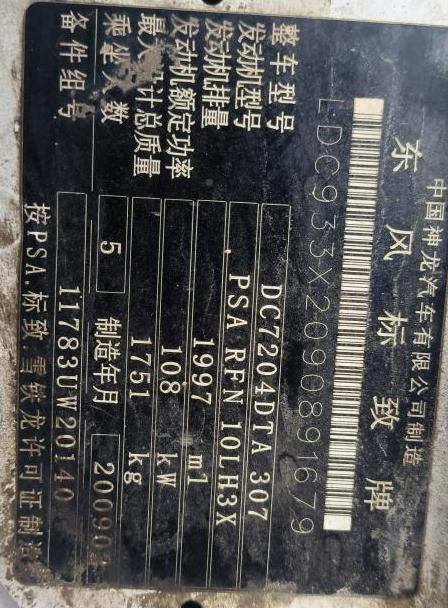 中国神龙汽车有限公司制造
东风标致牌
LDC933X2090891679
整车型号 DC7204DTA 307
发动机型号 PSA RFN 10LH3X
发动机排量 1997 ml
发动机额定功率 108 kW
最大设计总质量 1751 kg
乘坐人数 5 制造年月 200902
备件组号 11783UW20140
按PSA.标致 雪铁龙许可证制造